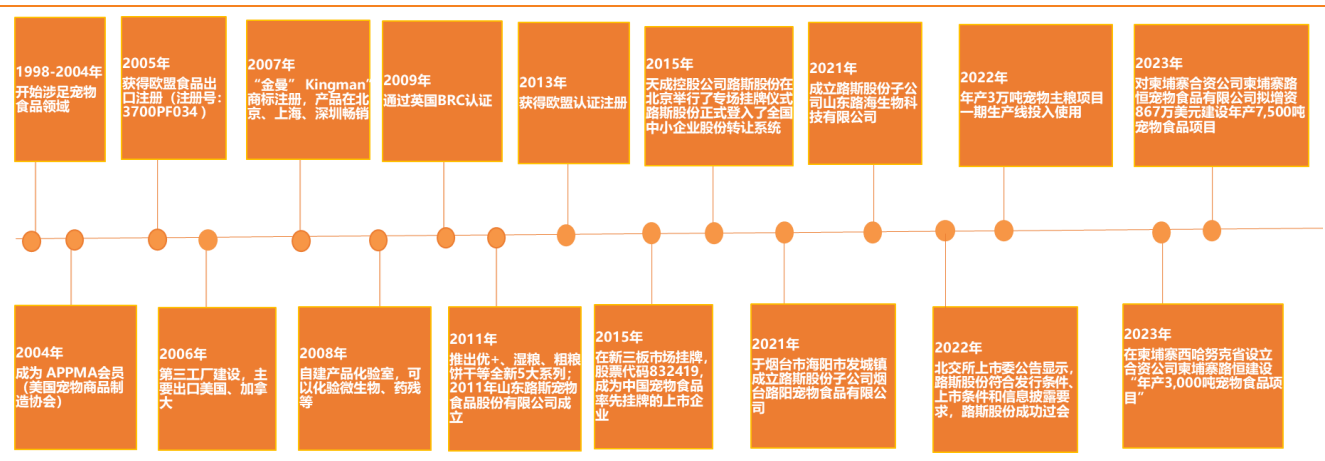 1998-2004年
开始涉足宠物
食品领域
2005年
获得欧盟食品出
口注册（注册号：
3700PF034 ）
2007年
“金曼” Kingman”
商标注册，产品在北
京、上海、深圳畅销
2009年
通过英国BRC认证
2013年
获得欧盟认证注册
2015年
天成控股公司路斯股份在
北京举行了专场挂牌仪式
路斯股份正式登入了全国
中小企业股份转让系统
2021年
成立路斯股份子公
司山东路海生物科
技有限公司
2022年
年产3万吨宠物主粮项目
一期生产线投入使用
2023年
对柬埔寨合资公司柬埔寨路
恒宠物食品有限公司拟增资
867万美元建设年产7,500吨
宠物食品项目
2004年
成为 APPMA会员
（美国宠物商品制
造协会）
2006年
第三工厂建设，主
要出口美国、加拿
大
2008年
自建产品化验室，可
以化验微生物、药残
等
2011年
推出优+、湿粮、粗粮
饼干等全新5大系列；
2011年山东路斯宠物
食品股份有限公司成
立
2015年
在新三板市场挂牌，
股票代码832419，
成为中国宠物食品
率先挂牌的上市企
业
2021年
于烟台市海阳市发城镇
成立路斯股份子公司烟
台路阳宠物食品有限公
司
2022年
北交所上市委公告显示，
路斯股份符合发行条件、
上市条件和信息披露要
求，路斯股份成功过会
2023年
在柬埔寨西哈努克省设立
合资公司柬埔寨路恒建设
“年产3,000吨宠物食品项
目”